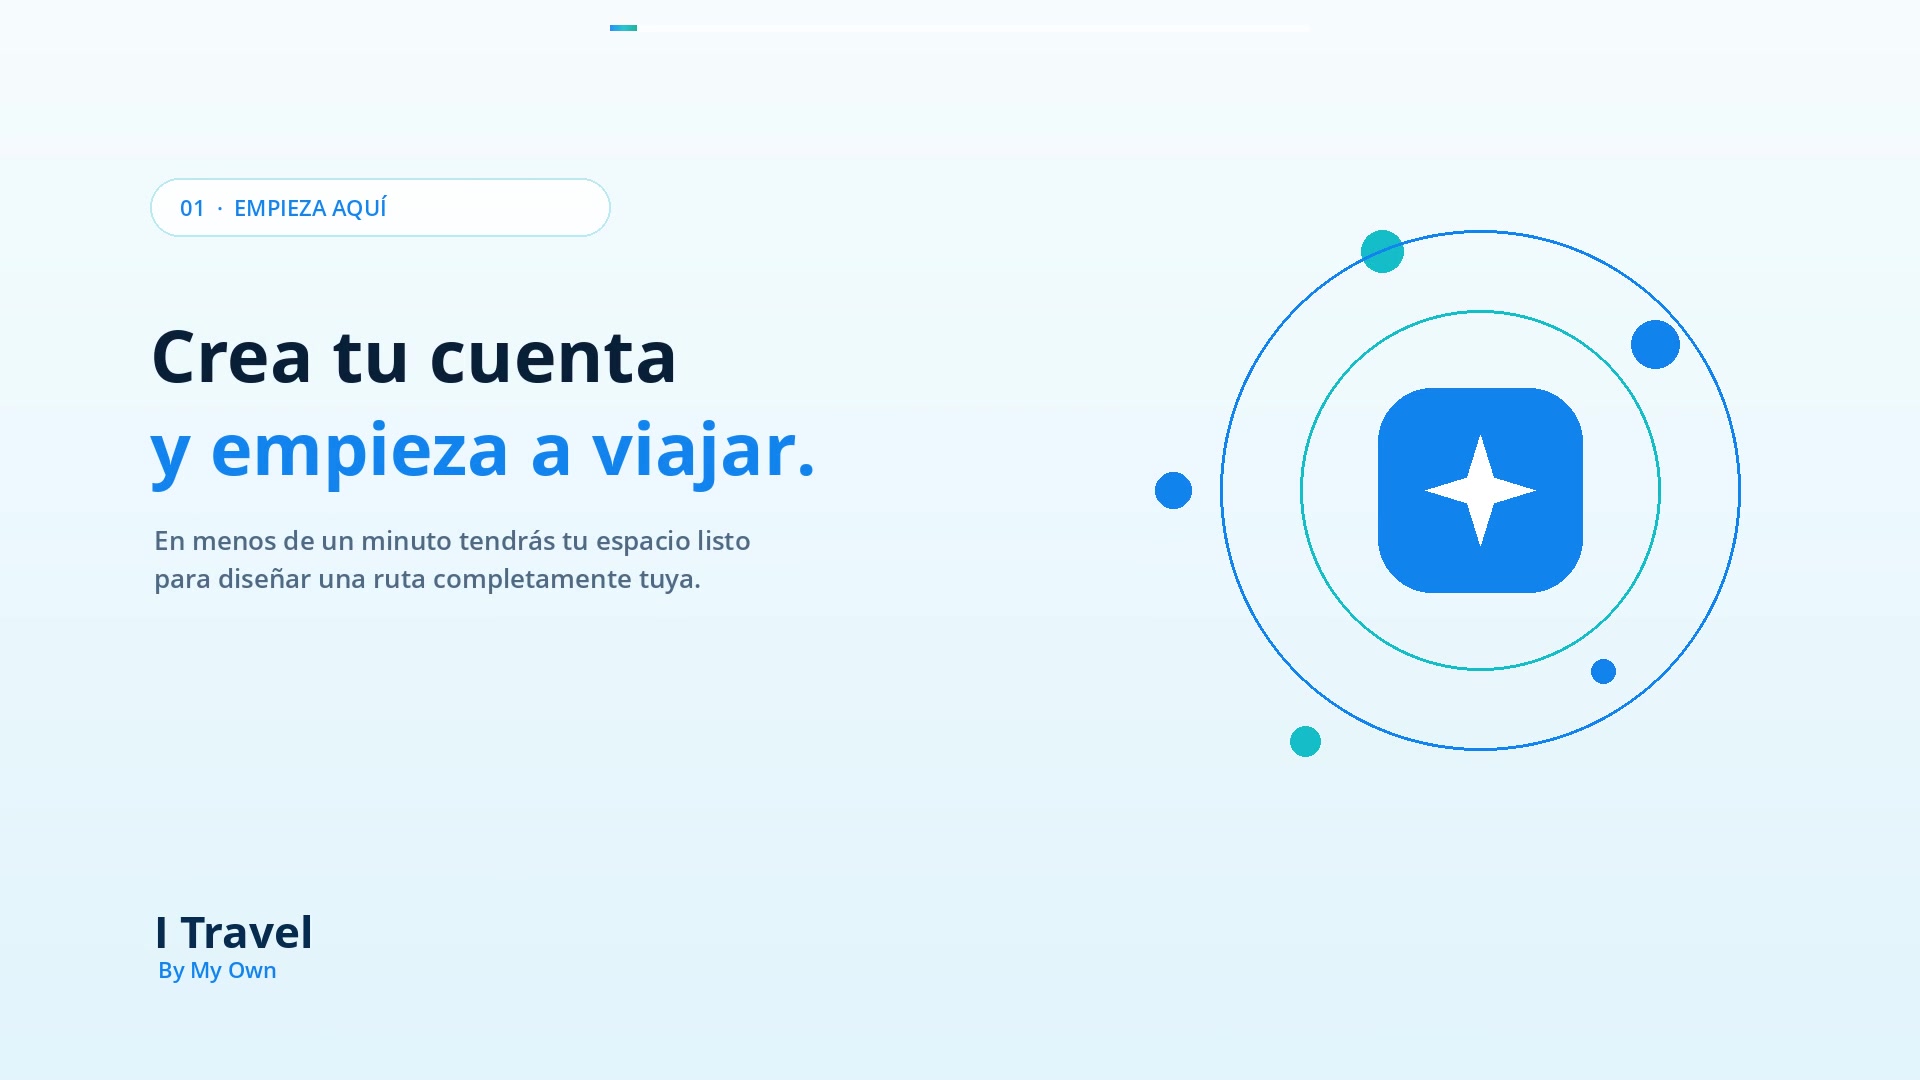 01 · EMPIEZA AQUÍ
Crea tu cuenta
y empieza a viajar.
En menos de un minuto tendrás tu espacio listo
para diseñar una ruta completamente tuya.
I Travel
By My Own